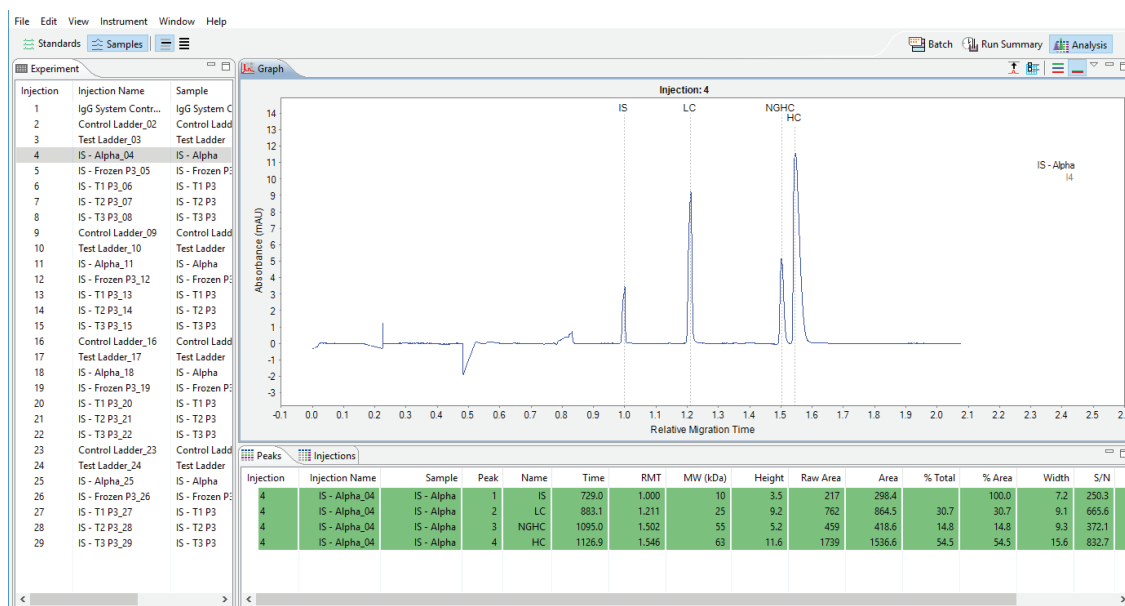 File Edit View Instrument Window Help
Standards Samples Batch Run Summary Analysis
Experiment
Injection Injection Name Sample
1 IgG System Contr... IgG System C
2 Control Ladder_02 Control Ladd
3 Test Ladder_03 Test Ladder
4 IS - Alpha_04 IS - Alpha
5 IS - Frozen P3_05 IS - Frozen P3
6 IS - T1 P3_06 IS - T1 P3
7 IS - T2 P3_07 IS - T2 P3
8 IS - T3 P3_08 IS - T3 P3
9 Control Ladder_09 Control Ladd
10 Test Ladder_10 Test Ladder
11 IS - Alpha_11 IS - Alpha
12 IS - Frozen P3_12 IS - Frozen P3
13 IS - T1 P3_13 IS - T1 P3
14 IS - T2 P3_14 IS - T2 P3
15 IS - T3 P3_15 IS - T3 P3
16 Control Ladder_16 Control Ladd
17 Test Ladder_17 Test Ladder
18 IS - Alpha_18 IS - Alpha
19 IS - Frozen P3_19 IS - Frozen P3
20 IS - T1 P3_20 IS - T1 P3
21 IS - T2 P3_21 IS - T2 P3
22 IS - T3 P3_22 IS - T3 P3
23 Control Ladder_23 Control Ladd
24 Test Ladder_24 Test Ladder
25 IS - Alpha_25 IS - Alpha
26 IS - Frozen P3_26 IS - Frozen P3
27 IS - T1 P3_27 IS - T1 P3
28 IS - T2 P3_28 IS - T2 P3
29 IS - T3 P3_29 IS - T3 P3
Graph
Injection: 4
IS LC NGHC
HC
IS - Alpha
I4
Absorbance (mAU)
14
13
12
11
10
9
8
7
6
5
4
3
2
1
0
-1
-2
-3
-0.1 0.0 0.1 0.2 0.3 0.4 0.5 0.6 0.7 0.8 0.9 1.0 1.1 1.2 1.3 1.4 1.5 1.6 1.7 1.8 1.9 2.0 2.1 2.2 2.3 2.4 2.5 2.
Relative Migration Time
Peaks Injections
Injection Injection Name Sample Peak Name Time RMT MW (kDa) Height Raw Area Area % Total % Area Width S/N
4 IS - Alpha_04 IS - Alpha 1 IS 729.0 1.000 10 3.5 217 298.4 100.0 7.2 250.3
4 IS - Alpha_04 IS - Alpha 2 LC 883.1 1.211 25 9.2 762 864.5 30.7 30.7 9.1 665.6
4 IS - Alpha_04 IS - Alpha 3 NGHC 1095.0 1.502 55 5.2 459 418.6 14.8 14.8 9.3 372.1
4 IS - Alpha_04 IS - Alpha 4 HC 1126.9 1.546 63 11.6 1739 1536.6 54.5 54.5 15.6 832.7